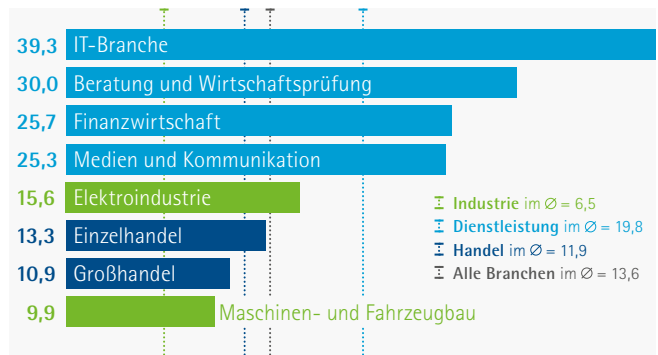 39,3 IT-Branche
30,0 Beratung und Wirtschaftsprüfung
25,7 Finanzwirtschaft
25,3 Medien und Kommunikation
15,6 Elektroindustrie
13,3 Einzelhandel
10,9 Großhandel
9,9 Maschinen- und Fahrzeugbau
Industrie im Ø = 6,5
Dienstleistung im Ø = 19,8
Handel im Ø = 11,9
Alle Branchen im Ø = 13,6